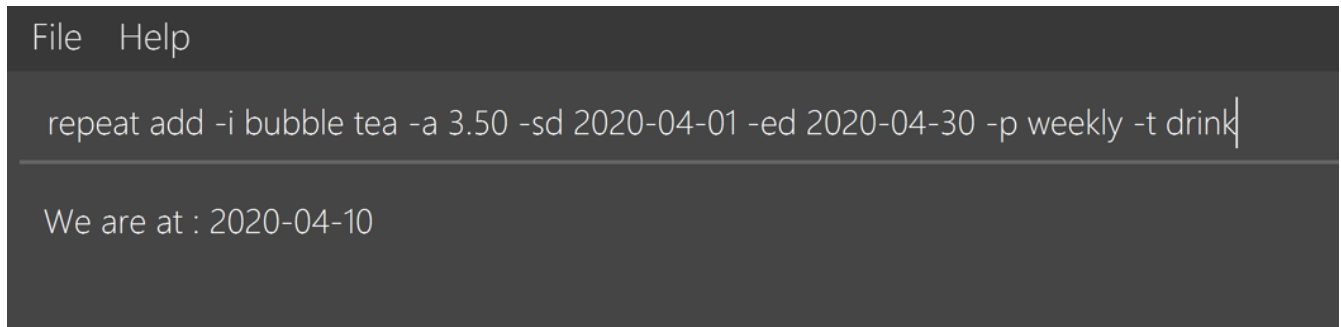 File Help
repeat add -i bubble tea -a 3.50 -sd 2020-04-01 -ed 2020-04-30 -p weekly -t drink
We are at : 2020-04-10